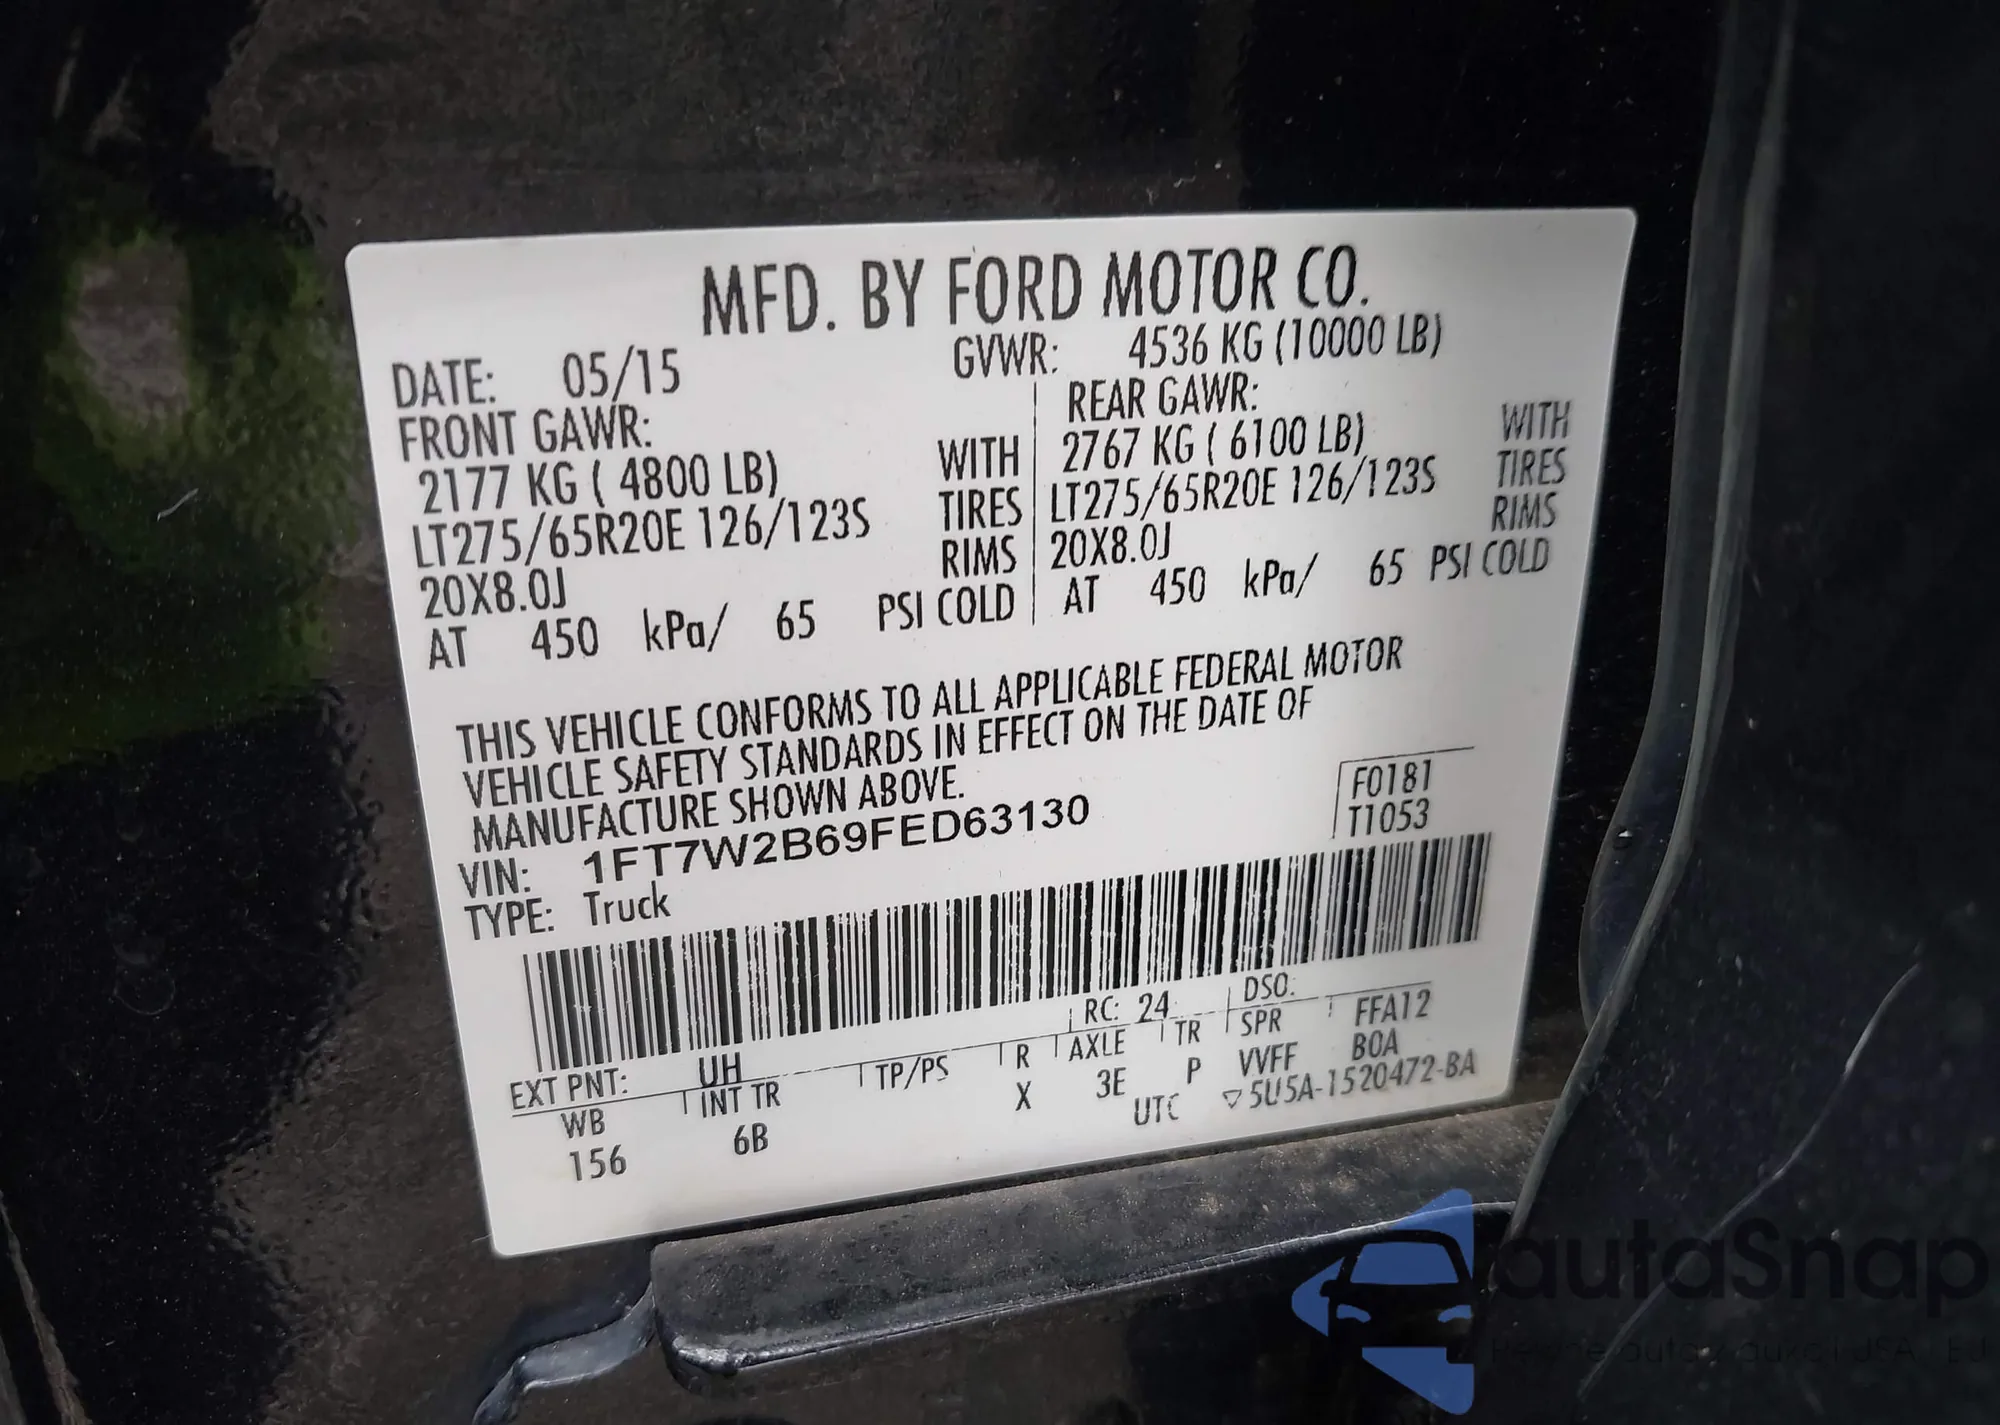 MFD. BY FORD MOTOR CO.
DATE: 05/15 GVWR: 4536 KG (10000 LB)
FRONT GAWR:
2177 KG ( 4800 LB) WITH
LT275/65R20E 126/123S TIRES
20X8.0J RIMS
AT 450 kPa/ 65 PSI COLD
REAR GAWR:
2767 KG ( 6100 LB) WITH
LT275/65R20E 126/123S TIRES
20X8.0J RIMS
AT 450 kPa/ 65 PSI COLD
THIS VEHICLE CONFORMS TO ALL APPLICABLE FEDERAL MOTOR
VEHICLE SAFETY STANDARDS IN EFFECT ON THE DATE OF
MANUFACTURE SHOWN ABOVE.
F0181
T1053
VIN: 1FT7W2B69FED63130
TYPE: Truck
EXT PNT: UH RC: 24 DSO: FFA12
WB INT TR TP/PS R AXLE TR SPR B0A
156 6B X 3E P VVFF
UTC ▽5U5A-1520472-BA
autaSnap